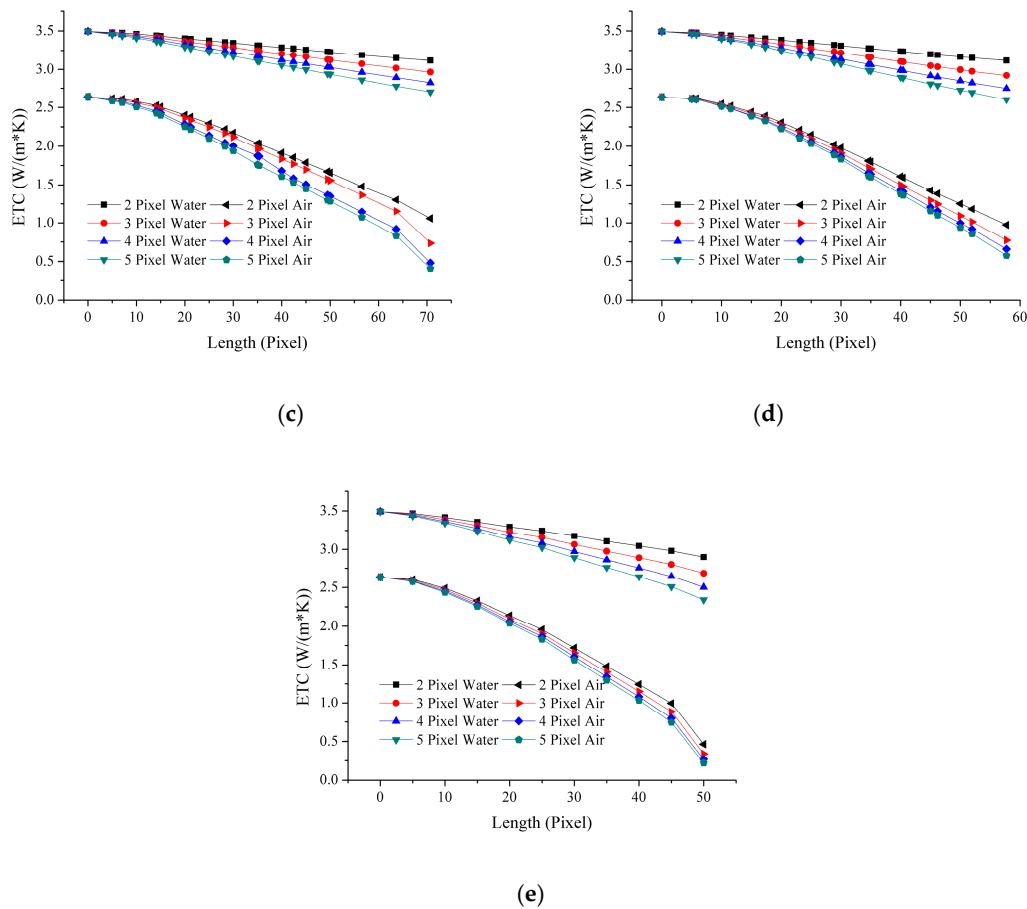 3.5
3.0
2.5
2.0
1.5
1.0
0.5
0.0
ETC (W/(m*K))
2 Pixel Water 2 Pixel Air
3 Pixel Water 3 Pixel Air
4 Pixel Water 4 Pixel Air
5 Pixel Water 5 Pixel Air
0 10 20 30 40 50 60 70
Length (Pixel)
(c)
3.5
3.0
2.5
2.0
1.5
1.0
0.5
0.0
ETC (W/(m*K))
2 Pixel Water 2 Pixel Air
3 Pixel Water 3 Pixel Air
4 Pixel Water 4 Pixel Air
5 Pixel Water 5 Pixel Air
0 10 20 30 40 50 60
Length (Pixel)
(d)
3.5
3.0
2.5
2.0
1.5
1.0
0.5
0.0
ETC (W/(m*K))
2 Pixel Water 2 Pixel Air
3 Pixel Water 3 Pixel Air
4 Pixel Water 4 Pixel Air
5 Pixel Water 5 Pixel Air
0 10 20 30 40 50
Length (Pixel)
(e)